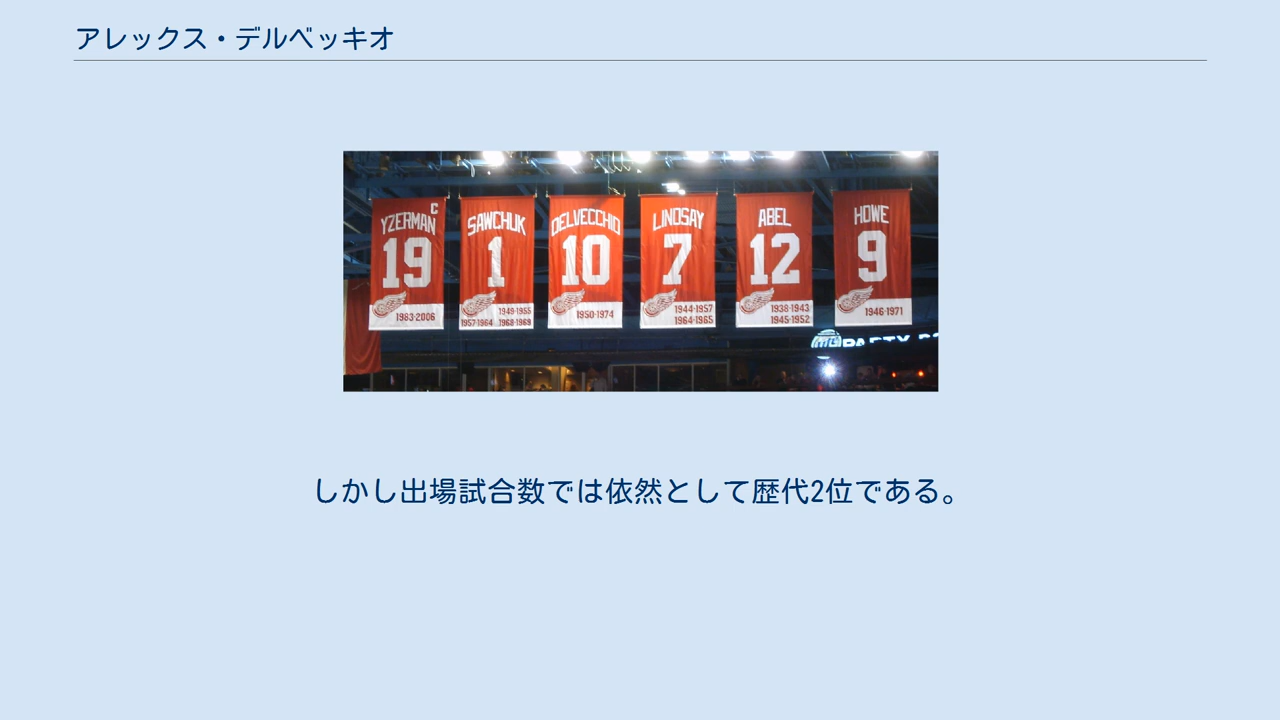 アレックス・デルベッキオ
C
YZERMAN
19
1983-2006
SAWCHUK
1
1949-1955
1957-1964 1968-1969
DELVECCHIO
10
1950-1974
LINDSAY
7
1944-1957
1964-1965
ABEL
12
1938-1943
1945-1952
HOWE
9
1946-1971
PARTY
しかし出場試合数では依然として歴代2位である。